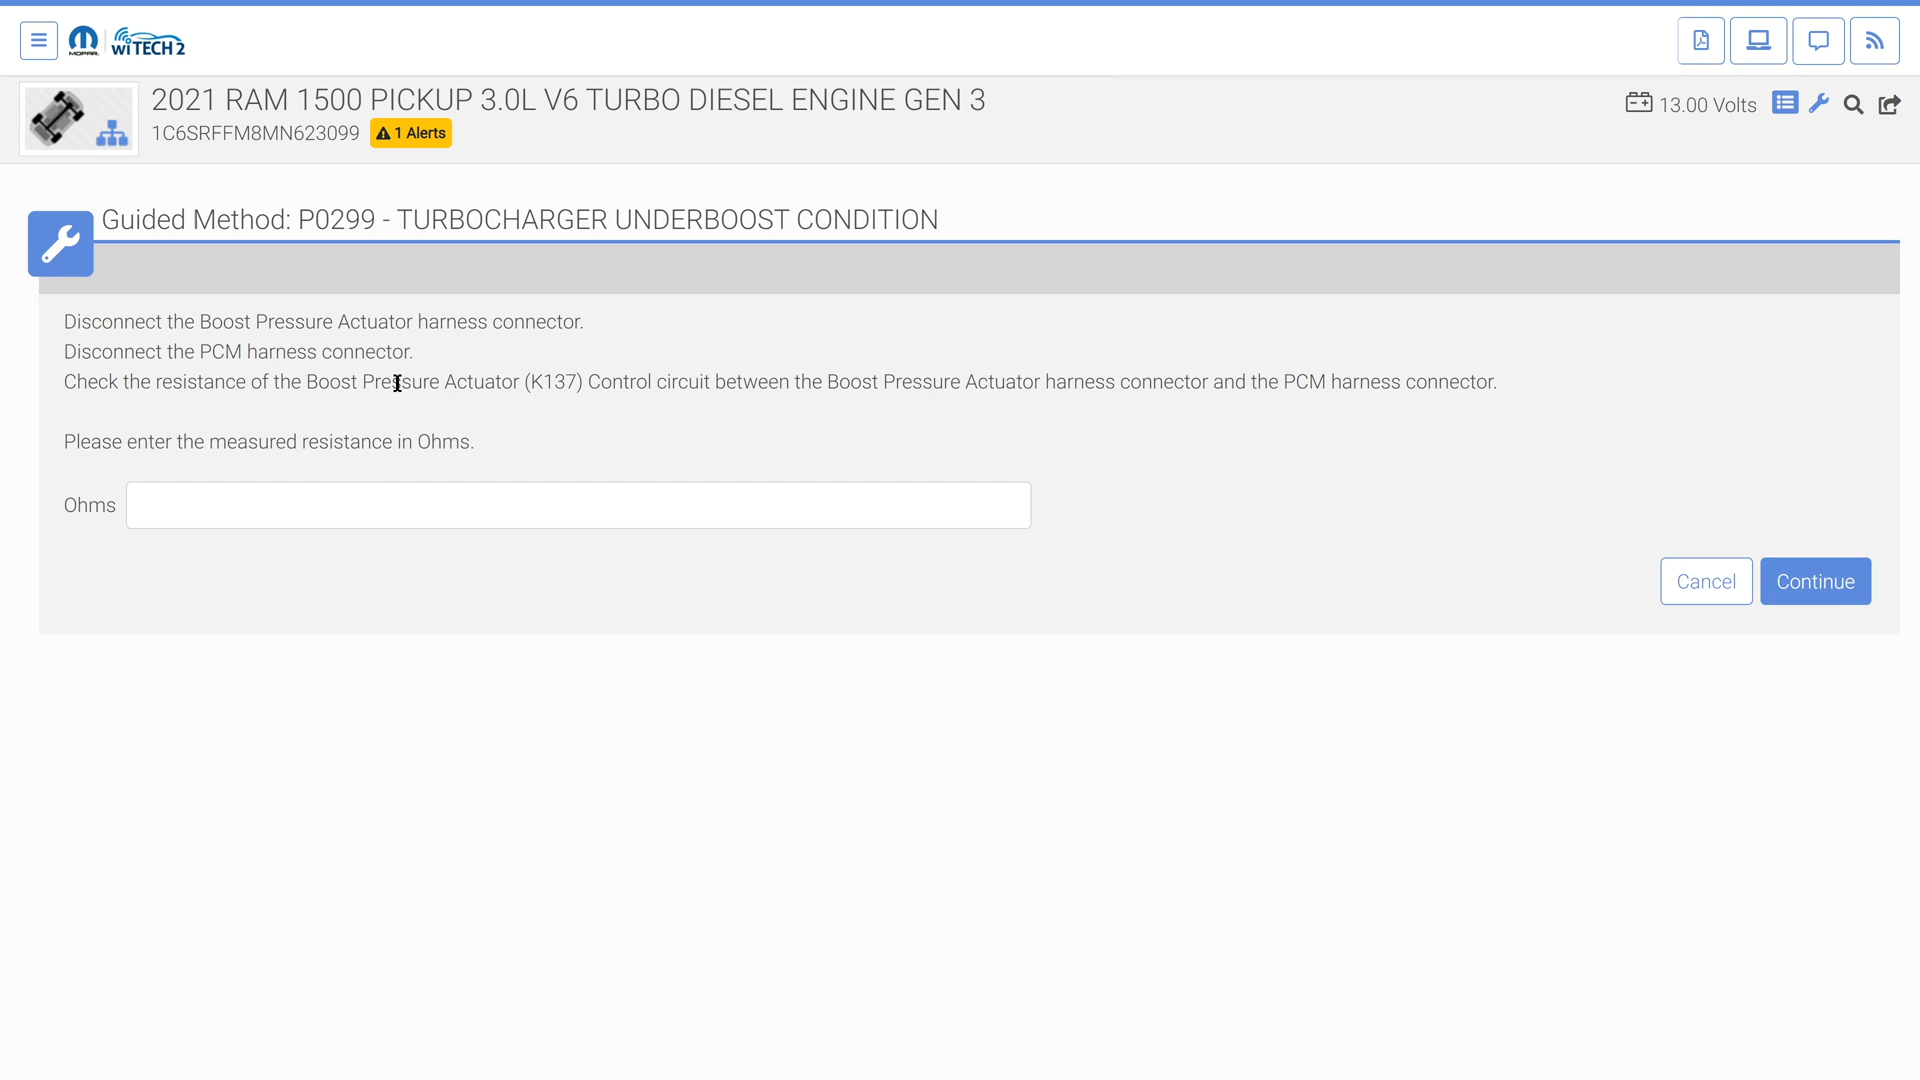 MOPAR
wiTECH 2
2021 RAM 1500 PICKUP 3.0L V6 TURBO DIESEL ENGINE GEN 3
13.00 Volts
1C6SRFFM8MN623099
1 Alerts
Guided Method: P0299 - TURBOCHARGER UNDERBOOST CONDITION
Disconnect the Boost Pressure Actuator harness connector.
Disconnect the PCM harness connector.
Check the resistance of the Boost Pressure Actuator (K137) Control circuit between the Boost Pressure Actuator harness connector and the PCM harness connector.
Please enter the measured resistance in Ohms.
Ohms
Cancel
Continue